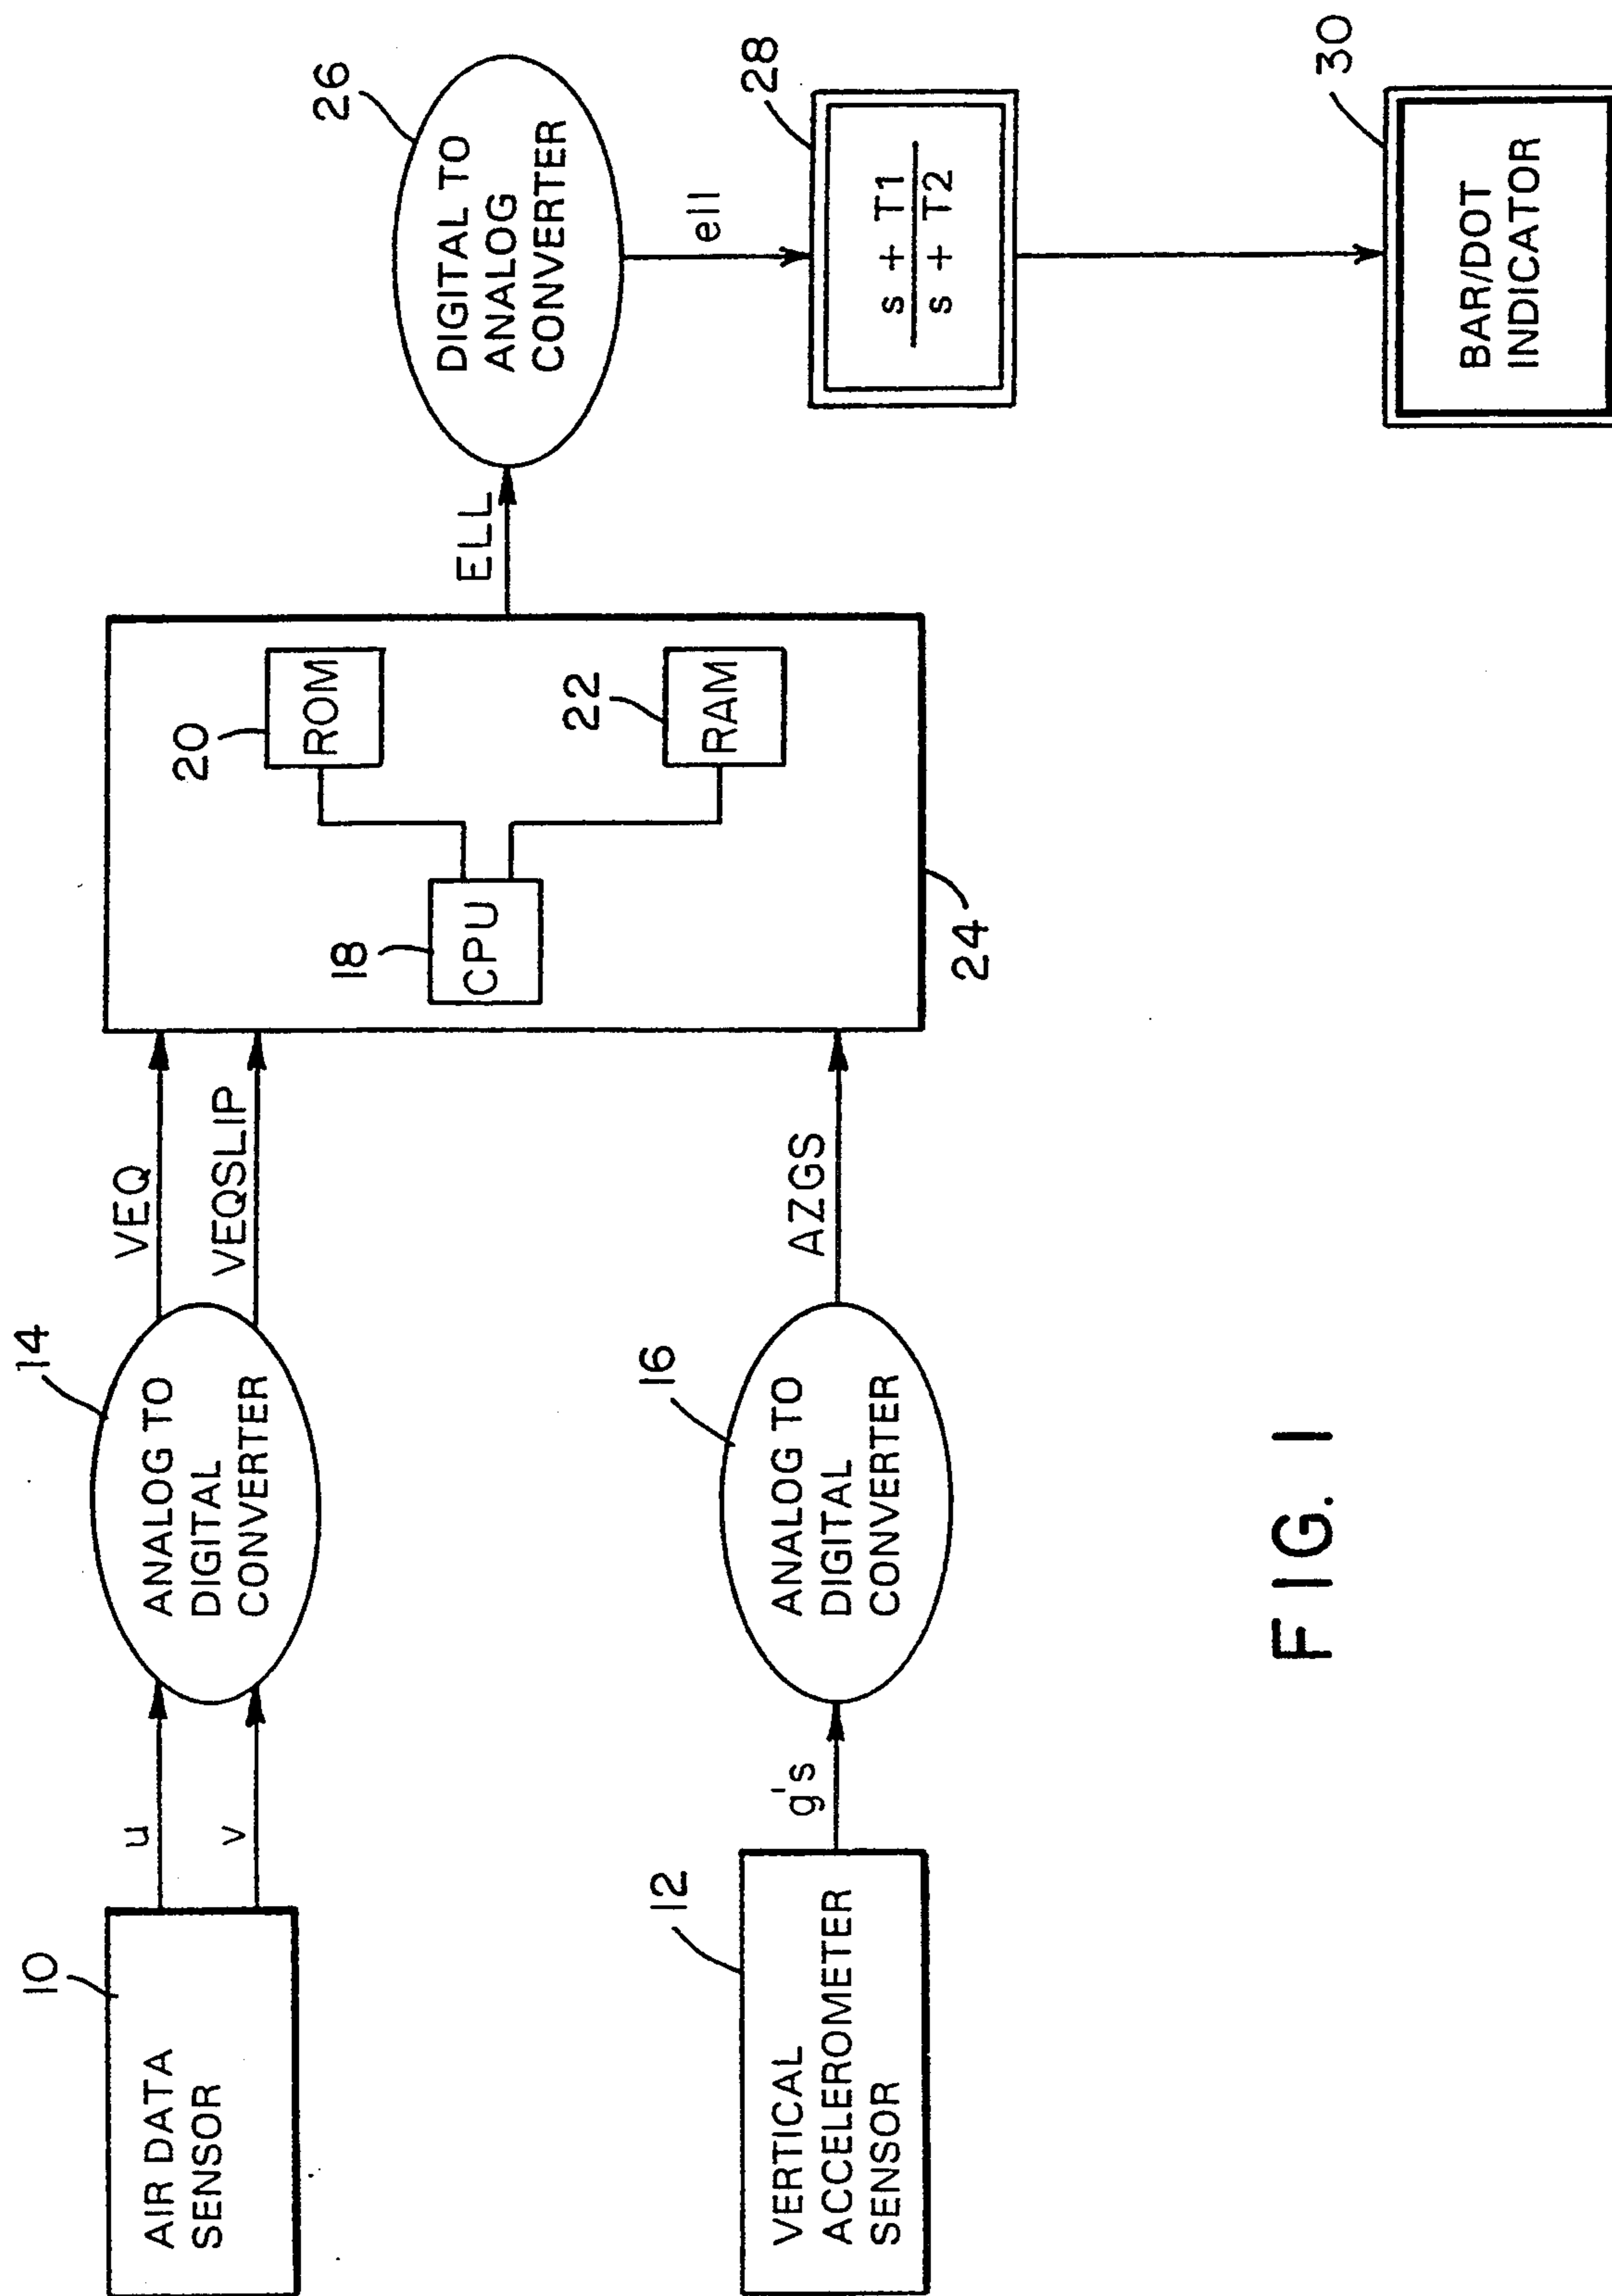 10
AIR DATA
SENSOR
u
v
14
ANALOG TO
DIGITAL
CONVERTER
VEQ
VEQSLIP
12
VERTICAL
ACCELEROMETER
SENSOR
g's
16
ANALOG TO
DIGITAL
CONVERTER
AZGS
18
CPU
20
ROM
22
RAM
24
ELL
26
DIGITAL TO
ANALOG
CONVERTER
ell
28
s + T1
s + T2
30
BAR/DOT
INDICATOR
FIG. 1